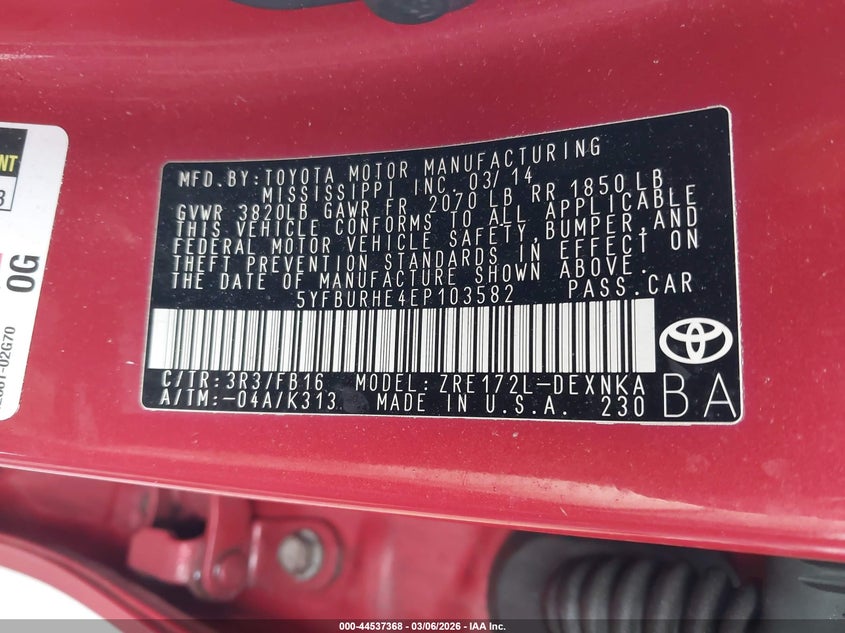 MFD.BY:TOYOTA MOTOR MANUFACTURING
MISSISSIPPI INC. 03/14
GVWR 3820LB GAWR FR 2070 LB RR 1850LB
THIS VEHICLE CONFORMS TO ALL APPLICABLE
FEDERAL MOTOR VEHICLE SAFETY,BUMPER,AND
THEFT PREVENTION STANDARDS IN EFFECT ON
THE DATE OF MANUFACTURE SHOWN ABOVE.
5YFBURHE4EP103582 PASS.CAR
C/TR:3R3/FB16 MODEL:ZRE172L-DEXNKA
A/TM:-04A/K313 MADE IN U.S.A. 230
BA
0G
02G70
000-44537368 - 03/06/2026 - IAA Inc.